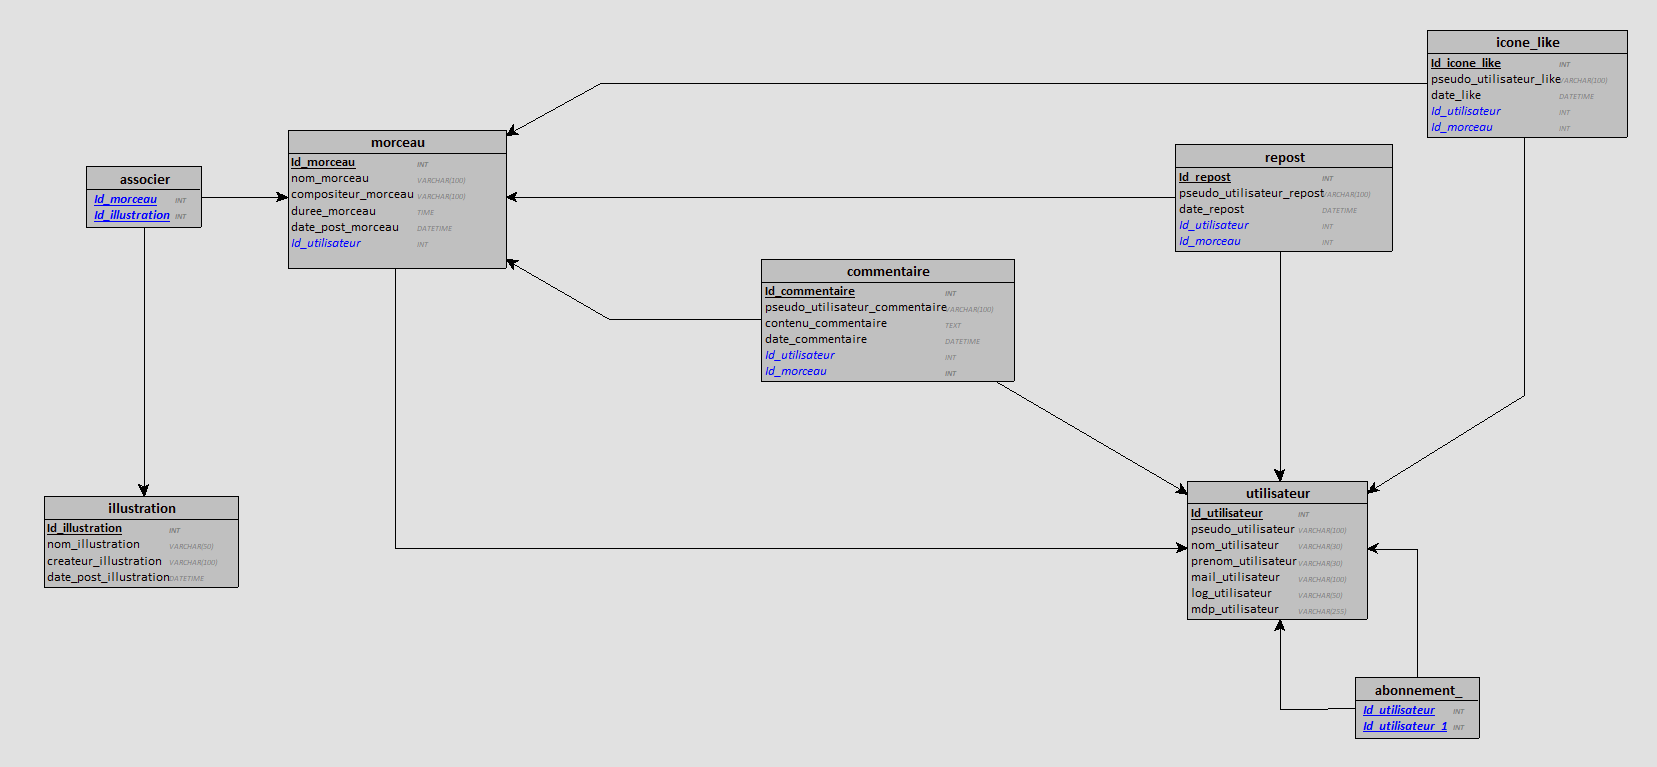 icone_like
Id_icone_like INT
pseudo_utilisateur_like VARCHAR(100)
date_like DATETIME
Id_utilisateur INT
Id_morceau INT
morceau
Id_morceau INT
nom_morceau VARCHAR(100)
compositeur_morceau VARCHAR(100)
duree_morceau TIME
date_post_morceau DATETIME
Id_utilisateur INT
repost
Id_repost INT
pseudo_utilisateur_repost VARCHAR(100)
date_repost DATETIME
Id_utilisateur INT
Id_morceau INT
associer
Id_morceau INT
Id_illustration INT
commentaire
Id_commentaire INT
pseudo_utilisateur_commentaire VARCHAR(100)
contenu_commentaire TEXT
date_commentaire DATETIME
Id_utilisateur INT
Id_morceau INT
illustration
Id_illustration INT
nom_illustration VARCHAR(50)
createur_illustration VARCHAR(100)
date_post_illustration DATETIME
utilisateur
Id_utilisateur INT
pseudo_utilisateur VARCHAR(100)
nom_utilisateur VARCHAR(30)
prenom_utilisateur VARCHAR(30)
mail_utilisateur VARCHAR(100)
log_utilisateur VARCHAR(50)
mdp_utilisateur VARCHAR(255)
abonnement_
Id_utilisateur INT
Id_utilisateur_1 INT